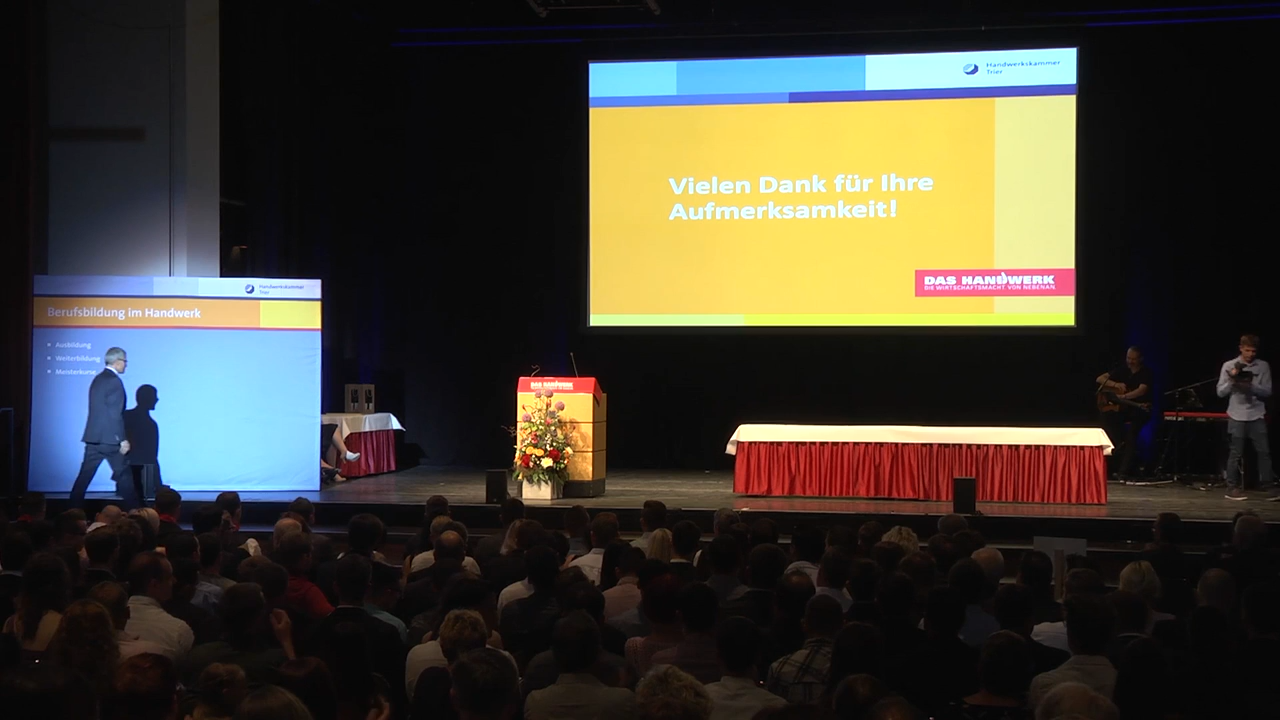 Handwerkskammer
Trier
Vielen Dank für Ihre
Aufmerksamkeit!
DAS HANDWERK
DIE WIRTSCHAFTSMACHT VON NEBENAN.
Handwerkskammer
Trier
Berufsbildung im Handwerk
Ausbildung
Weiterbildung
Meisterkurse
DAS HANDWERK